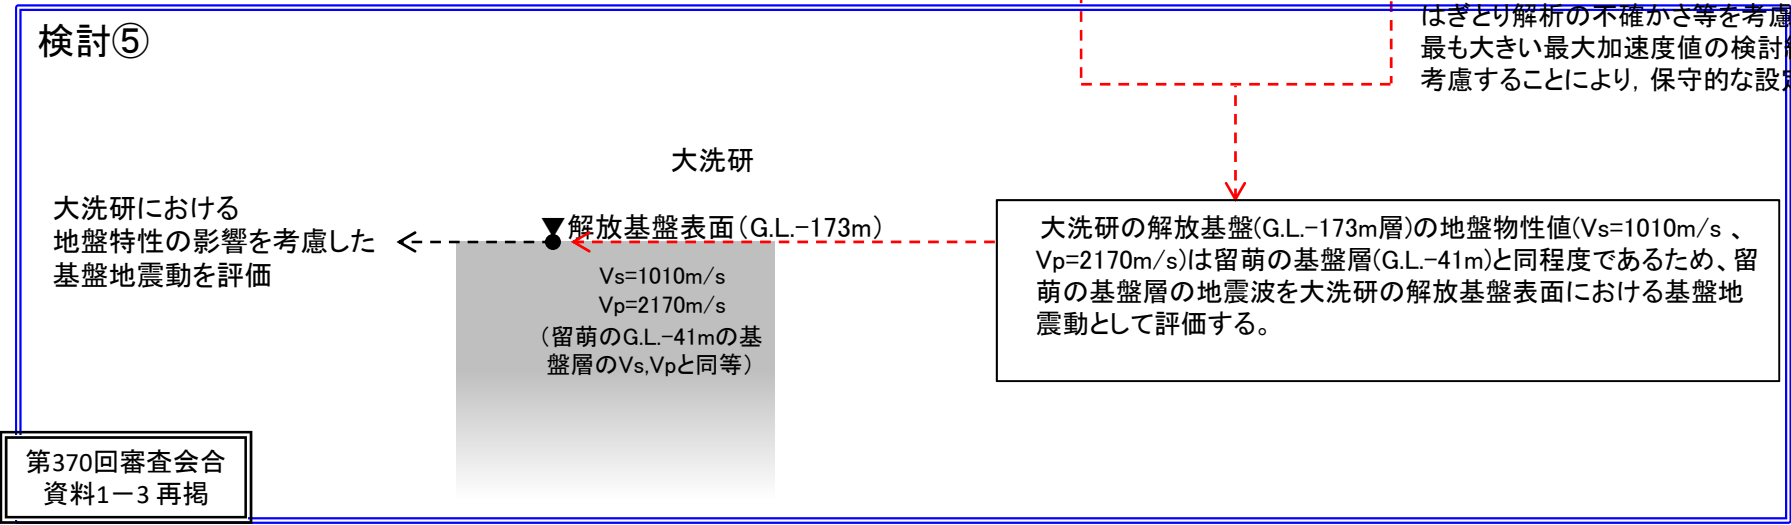 はぎとり解析の不確かさ等を考慮
最も大きい最大加速度値の検討
考慮することにより，保守的な設定
検討⑤
大洗研
大洗研における
地盤特性の影響を考慮した
基盤地震動を評価
解放基盤表面（G.L.-173m）
Vs=1010m/s
Vp=2170m/s
（留萌のG.L.-41mの基
盤層のVs,Vpと同等）
大洗研の解放基盤(G.L.-173m層)の地盤物性値(Vs=1010m/s 、
Vp=2170m/s)は留萌の基盤層(G.L.-41m)と同程度であるため、留
萌の基盤層の地震波を大洗研の解放基盤表面における基盤地
震動として評価する。
第370回審査会合
資料1－3 再掲